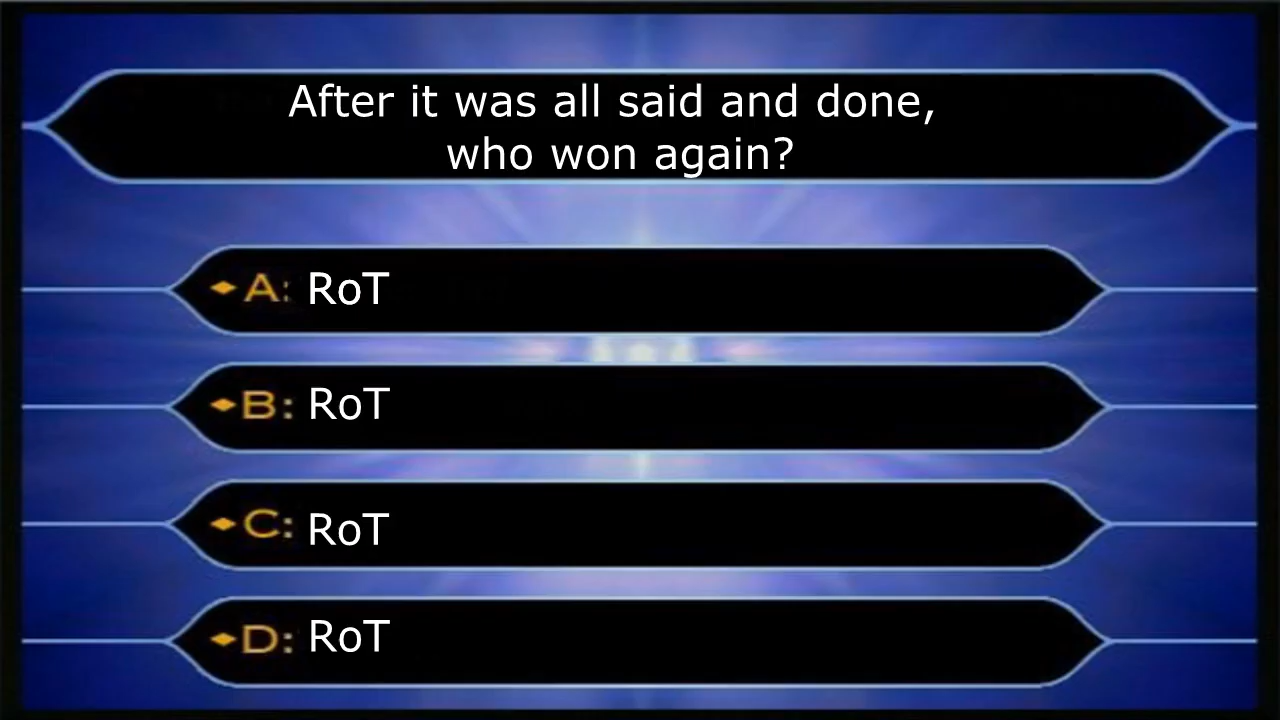 After it was all said and done,
who won again?
A: RoT
B: RoT
C: RoT
D: RoT